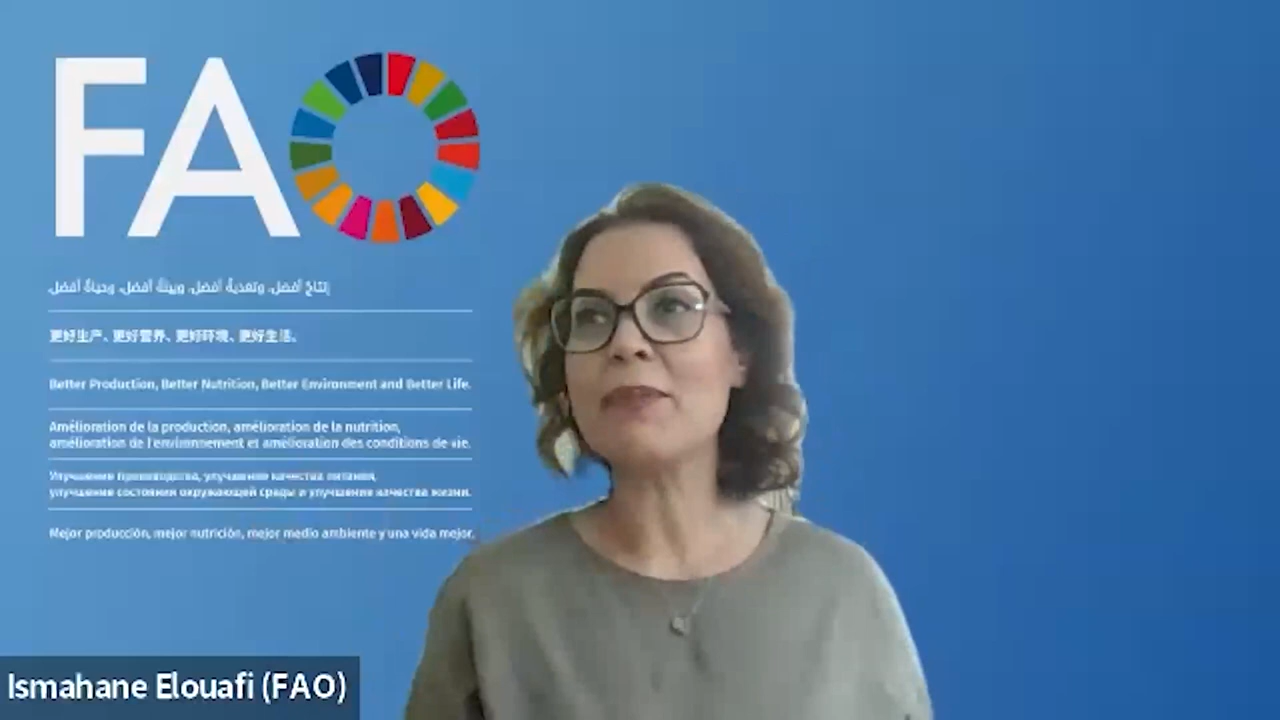 FAO
إنتاجٌ أفضل، وتغذيةٌ أفضل، وبيئةٌ أفضل، وحياةٌ أفضل.
更好生产、更好营养、更好环境、更好生活。
Better Production, Better Nutrition, Better Environment and Better Life.
Amélioration de la production, amélioration de la nutrition,
amélioration de l'environnement et amélioration des conditions de vie.
Улучшение производства, улучшение качества питания,
улучшение состояния окружающей среды и улучшение качества жизни.
Mejor producción, mejor nutrición, mejor medio ambiente y una vida mejor.
Ismahane Elouafi (FAO)